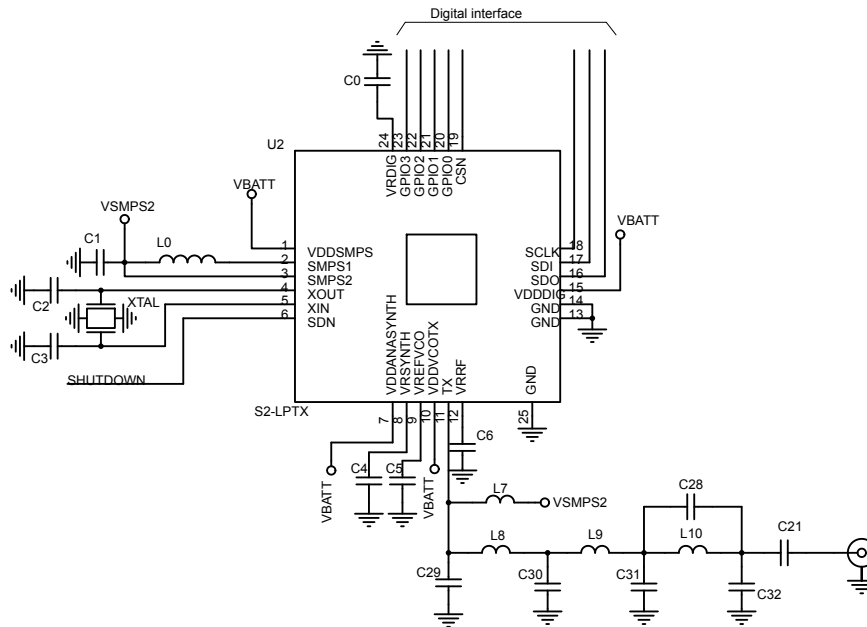 Digital interface
C0
U2
24
23
22
21
20
19
VRDIG
GPIO3
GPIO2
GPIO1
GPIO0
CSN
VBATT
VSMPS2
VBATT
C1
L0
1
VDDSMPS
2
SMPS1
3
SMPS2
4
XOUT
5
XIN
6
SDN
SCLK
18
SDI
17
SDO
16
VDDDIG
15
GND
14
GND
13
C2
XTAL
C3
SHUTDOWN
VDDANASYNTH
VRSYNTH
VREFVCO
VDDVCOTX
TX
VRRF
GND
S2-LPTX
7
8
9
10
11
12
25
C6
C4
C5
VBATT
VBATT
L7
VSMPS2
C28
L8
L9
L10
C21
C29
C30
C31
C32